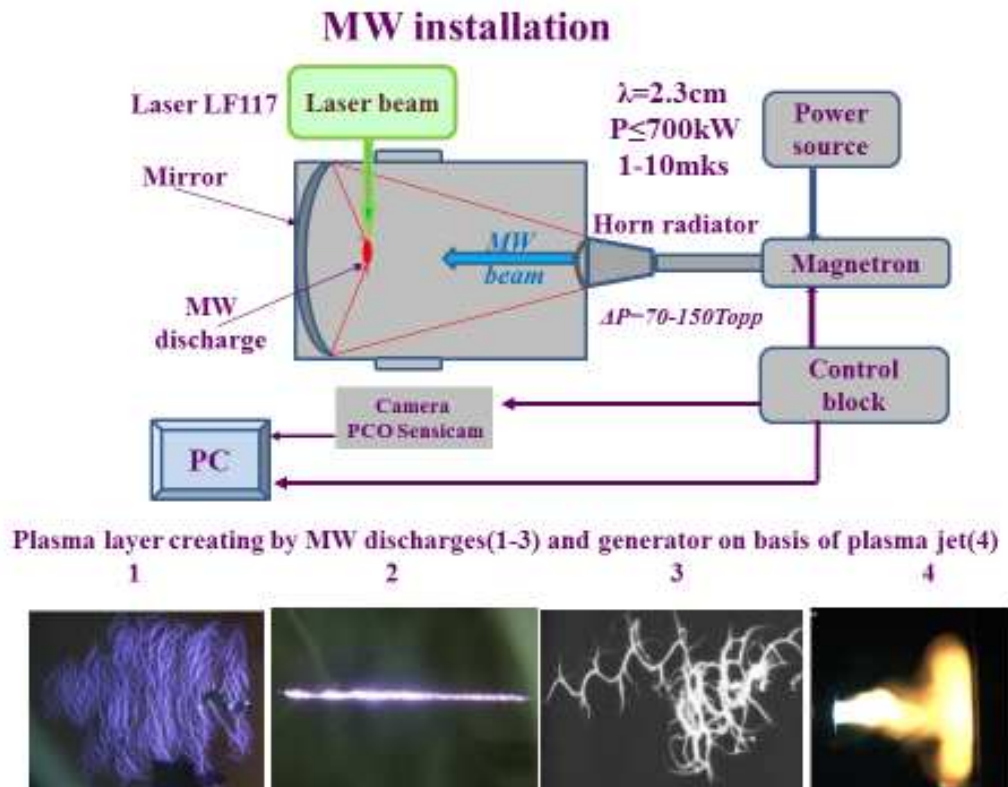 MW installation
Laser LF117
Laser beam
λ=2.3cm
P≤700kW
1-10mks
Power
source
Mirror
Horn radiator
MW
beam
Magnetron
MW
discharge
ΔP=70-150Topp
Control
block
Camera
PCO Sensicam
PC
Plasma layer creating by MW discharges(1-3) and generator on basis of plasma jet(4)
1 2 3 4